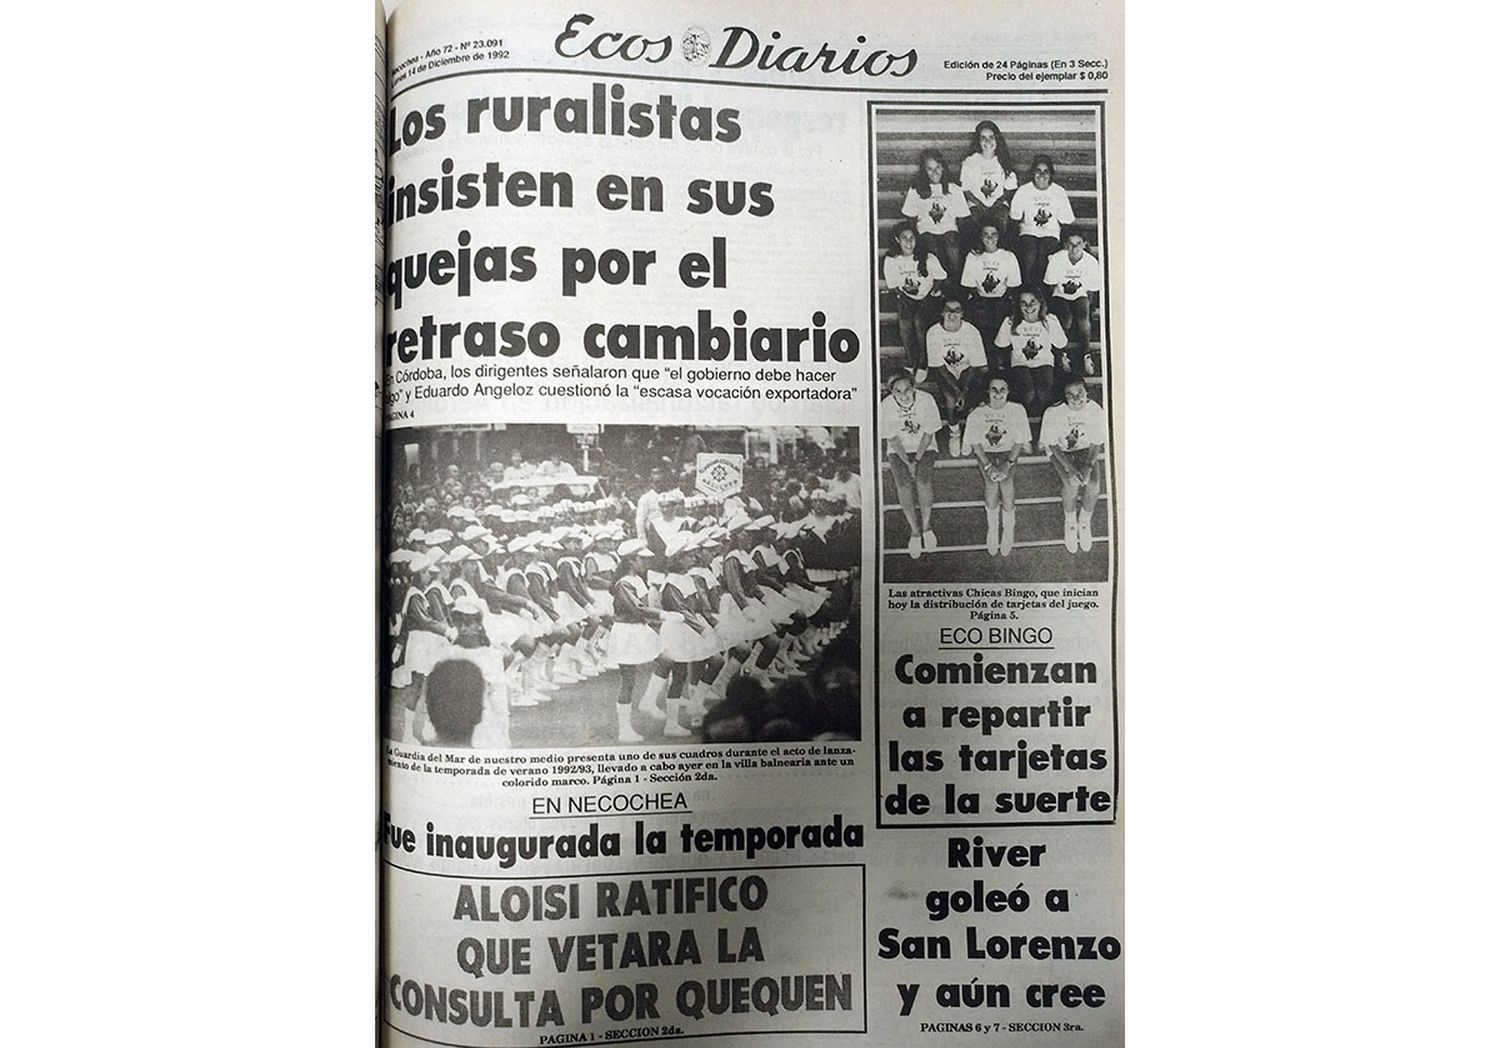 Ecos Diarios
Necochea - Año 72 - Nº 23.091
Lunes 14 de Diciembre de 1992
Edición de 24 Páginas (En 3 Secc.)
Precio del ejemplar $ 0,80
Los ruralistas
insisten en sus
quejas por el
retraso cambiario
En Córdoba, los dirigentes señalaron que “el gobierno debe hacer
algo” y Eduardo Angeloz cuestionó la “escasa vocación exportadora”
PAGINA 4
La Guardia del Mar de nuestro medio presenta uno de sus cuadros durante el acto de lanza-
miento de la temporada de verano 1992/93, llevado a cabo ayer en la villa balnearia ante un
colorido marco. Página 1 - Sección 2da.
EN NECOCHEA
Fue inaugurada la temporada
ALOISI RATIFICO
QUE VETARA LA
CONSULTA POR QUEQUEN
PAGINA 1 - SECCION 2da.
Las atractivas Chicas Bingo, que inician
hoy la distribución de tarjetas del juego.
Página 5.
ECO BINGO
Comienzan
a repartir
las tarjetas
de la suerte
River
goleó a
San Lorenzo
y aún cree
PAGINAS 6 y 7 - SECCION 3ra.